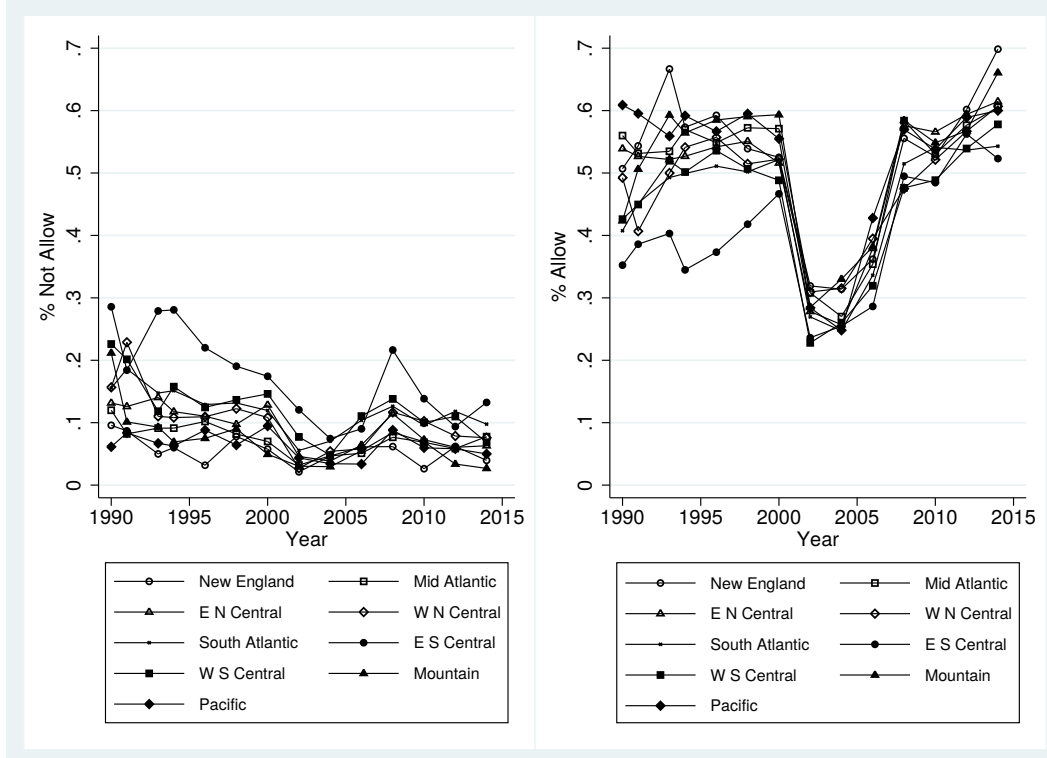 % Not Allow
.7
.6
.5
.4
.3
.2
.1
0
1990 1995 2000 2005 2010 2015
Year
New England Mid Atlantic
E N Central W N Central
South Atlantic E S Central
W S Central Mountain
Pacific
% Allow
.7
.6
.5
.4
.3
.2
.1
0
1990 1995 2000 2005 2010 2015
Year
New England Mid Atlantic
E N Central W N Central
South Atlantic E S Central
W S Central Mountain
Pacific